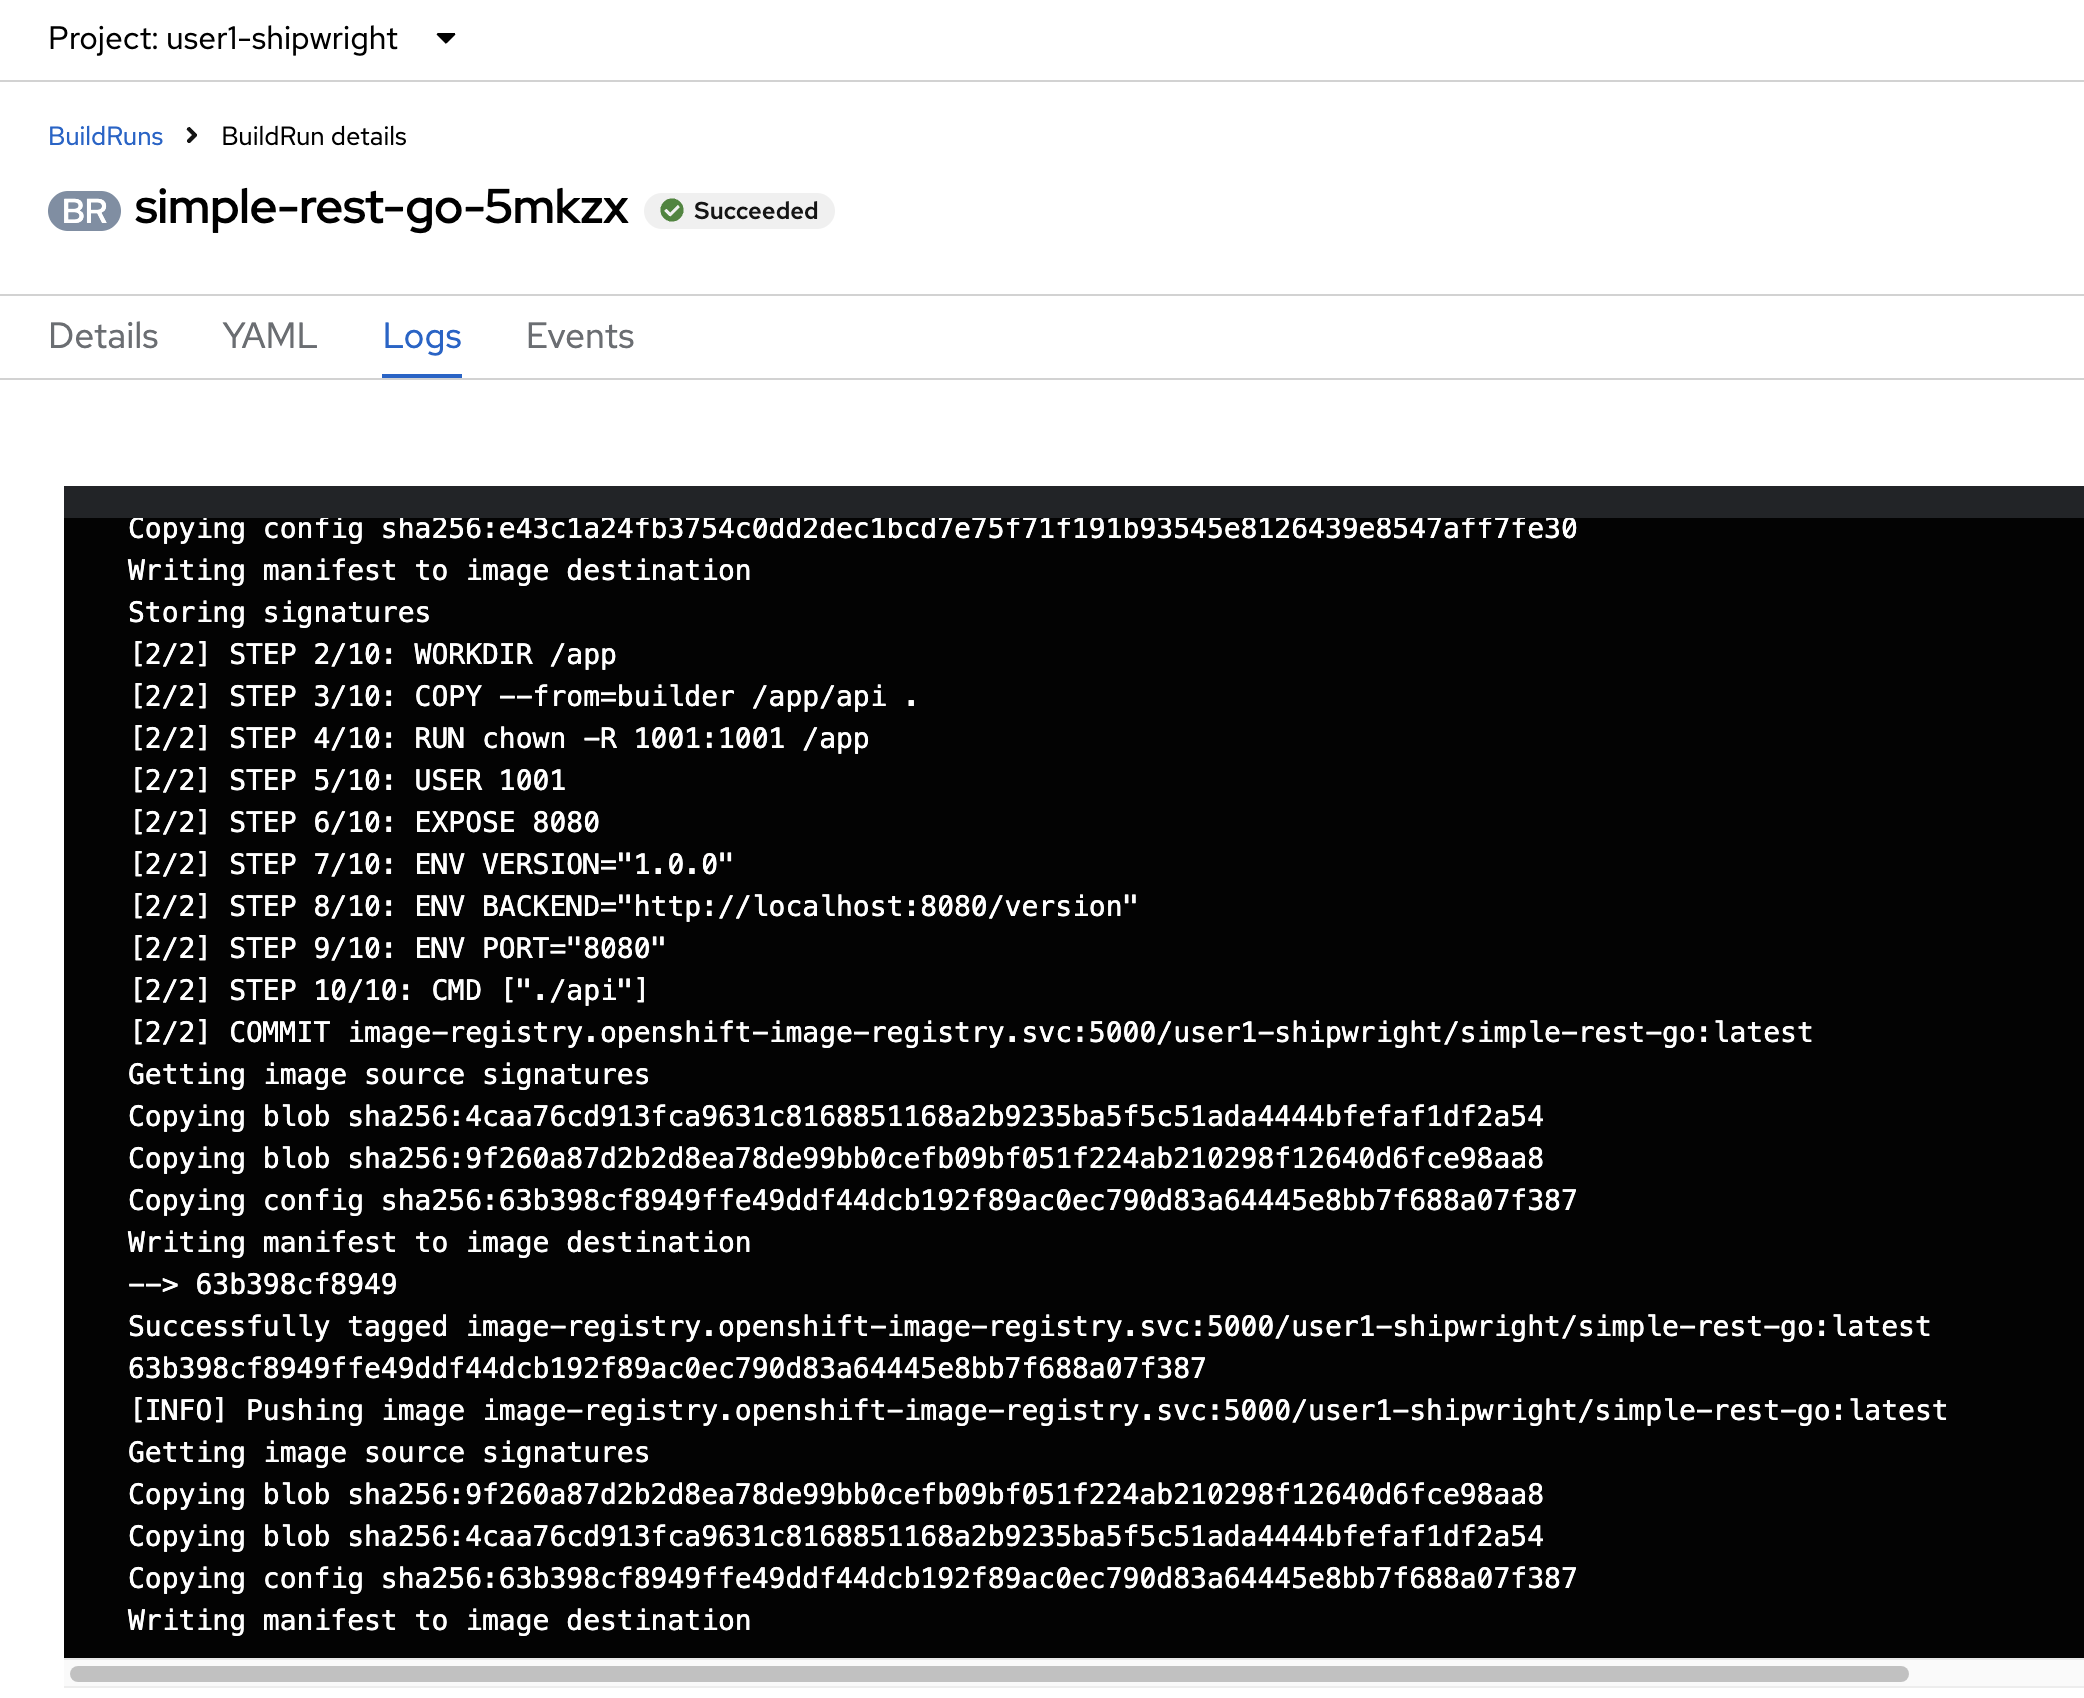 Project: user1-shipwright
BuildRuns > BuildRun details
BR simple-rest-go-5mkzx Succeeded
Details YAML Logs Events
Copying config sha256:e43c1a24fb3754c0dd2dec1bcd7e75f71f191b93545e8126439e8547aff7fe30
Writing manifest to image destination
Storing signatures
[2/2] STEP 2/10: WORKDIR /app
[2/2] STEP 3/10: COPY --from=builder /app/api .
[2/2] STEP 4/10: RUN chown -R 1001:1001 /app
[2/2] STEP 5/10: USER 1001
[2/2] STEP 6/10: EXPOSE 8080
[2/2] STEP 7/10: ENV VERSION="1.0.0"
[2/2] STEP 8/10: ENV BACKEND="http://localhost:8080/version"
[2/2] STEP 9/10: ENV PORT="8080"
[2/2] STEP 10/10: CMD ["./api"]
[2/2] COMMIT image-registry.openshift-image-registry.svc:5000/user1-shipwright/simple-rest-go:latest
Getting image source signatures
Copying blob sha256:4caa76cd913fca9631c8168851168a2b9235ba5f5c51ada4444bfefaf1df2a54
Copying blob sha256:9f260a87d2b2d8ea78de99bb0cefb09bf051f224ab210298f12640d6fce98aa8
Copying config sha256:63b398cf8949ffe49ddf44dcb192f89ac0ec790d83a64445e8bb7f688a07f387
Writing manifest to image destination
--> 63b398cf8949
Successfully tagged image-registry.openshift-image-registry.svc:5000/user1-shipwright/simple-rest-go:latest
63b398cf8949ffe49ddf44dcb192f89ac0ec790d83a64445e8bb7f688a07f387
[INFO] Pushing image image-registry.openshift-image-registry.svc:5000/user1-shipwright/simple-rest-go:latest
Getting image source signatures
Copying blob sha256:9f260a87d2b2d8ea78de99bb0cefb09bf051f224ab210298f12640d6fce98aa8
Copying blob sha256:4caa76cd913fca9631c8168851168a2b9235ba5f5c51ada4444bfefaf1df2a54
Copying config sha256:63b398cf8949ffe49ddf44dcb192f89ac0ec790d83a64445e8bb7f688a07f387
Writing manifest to image destination